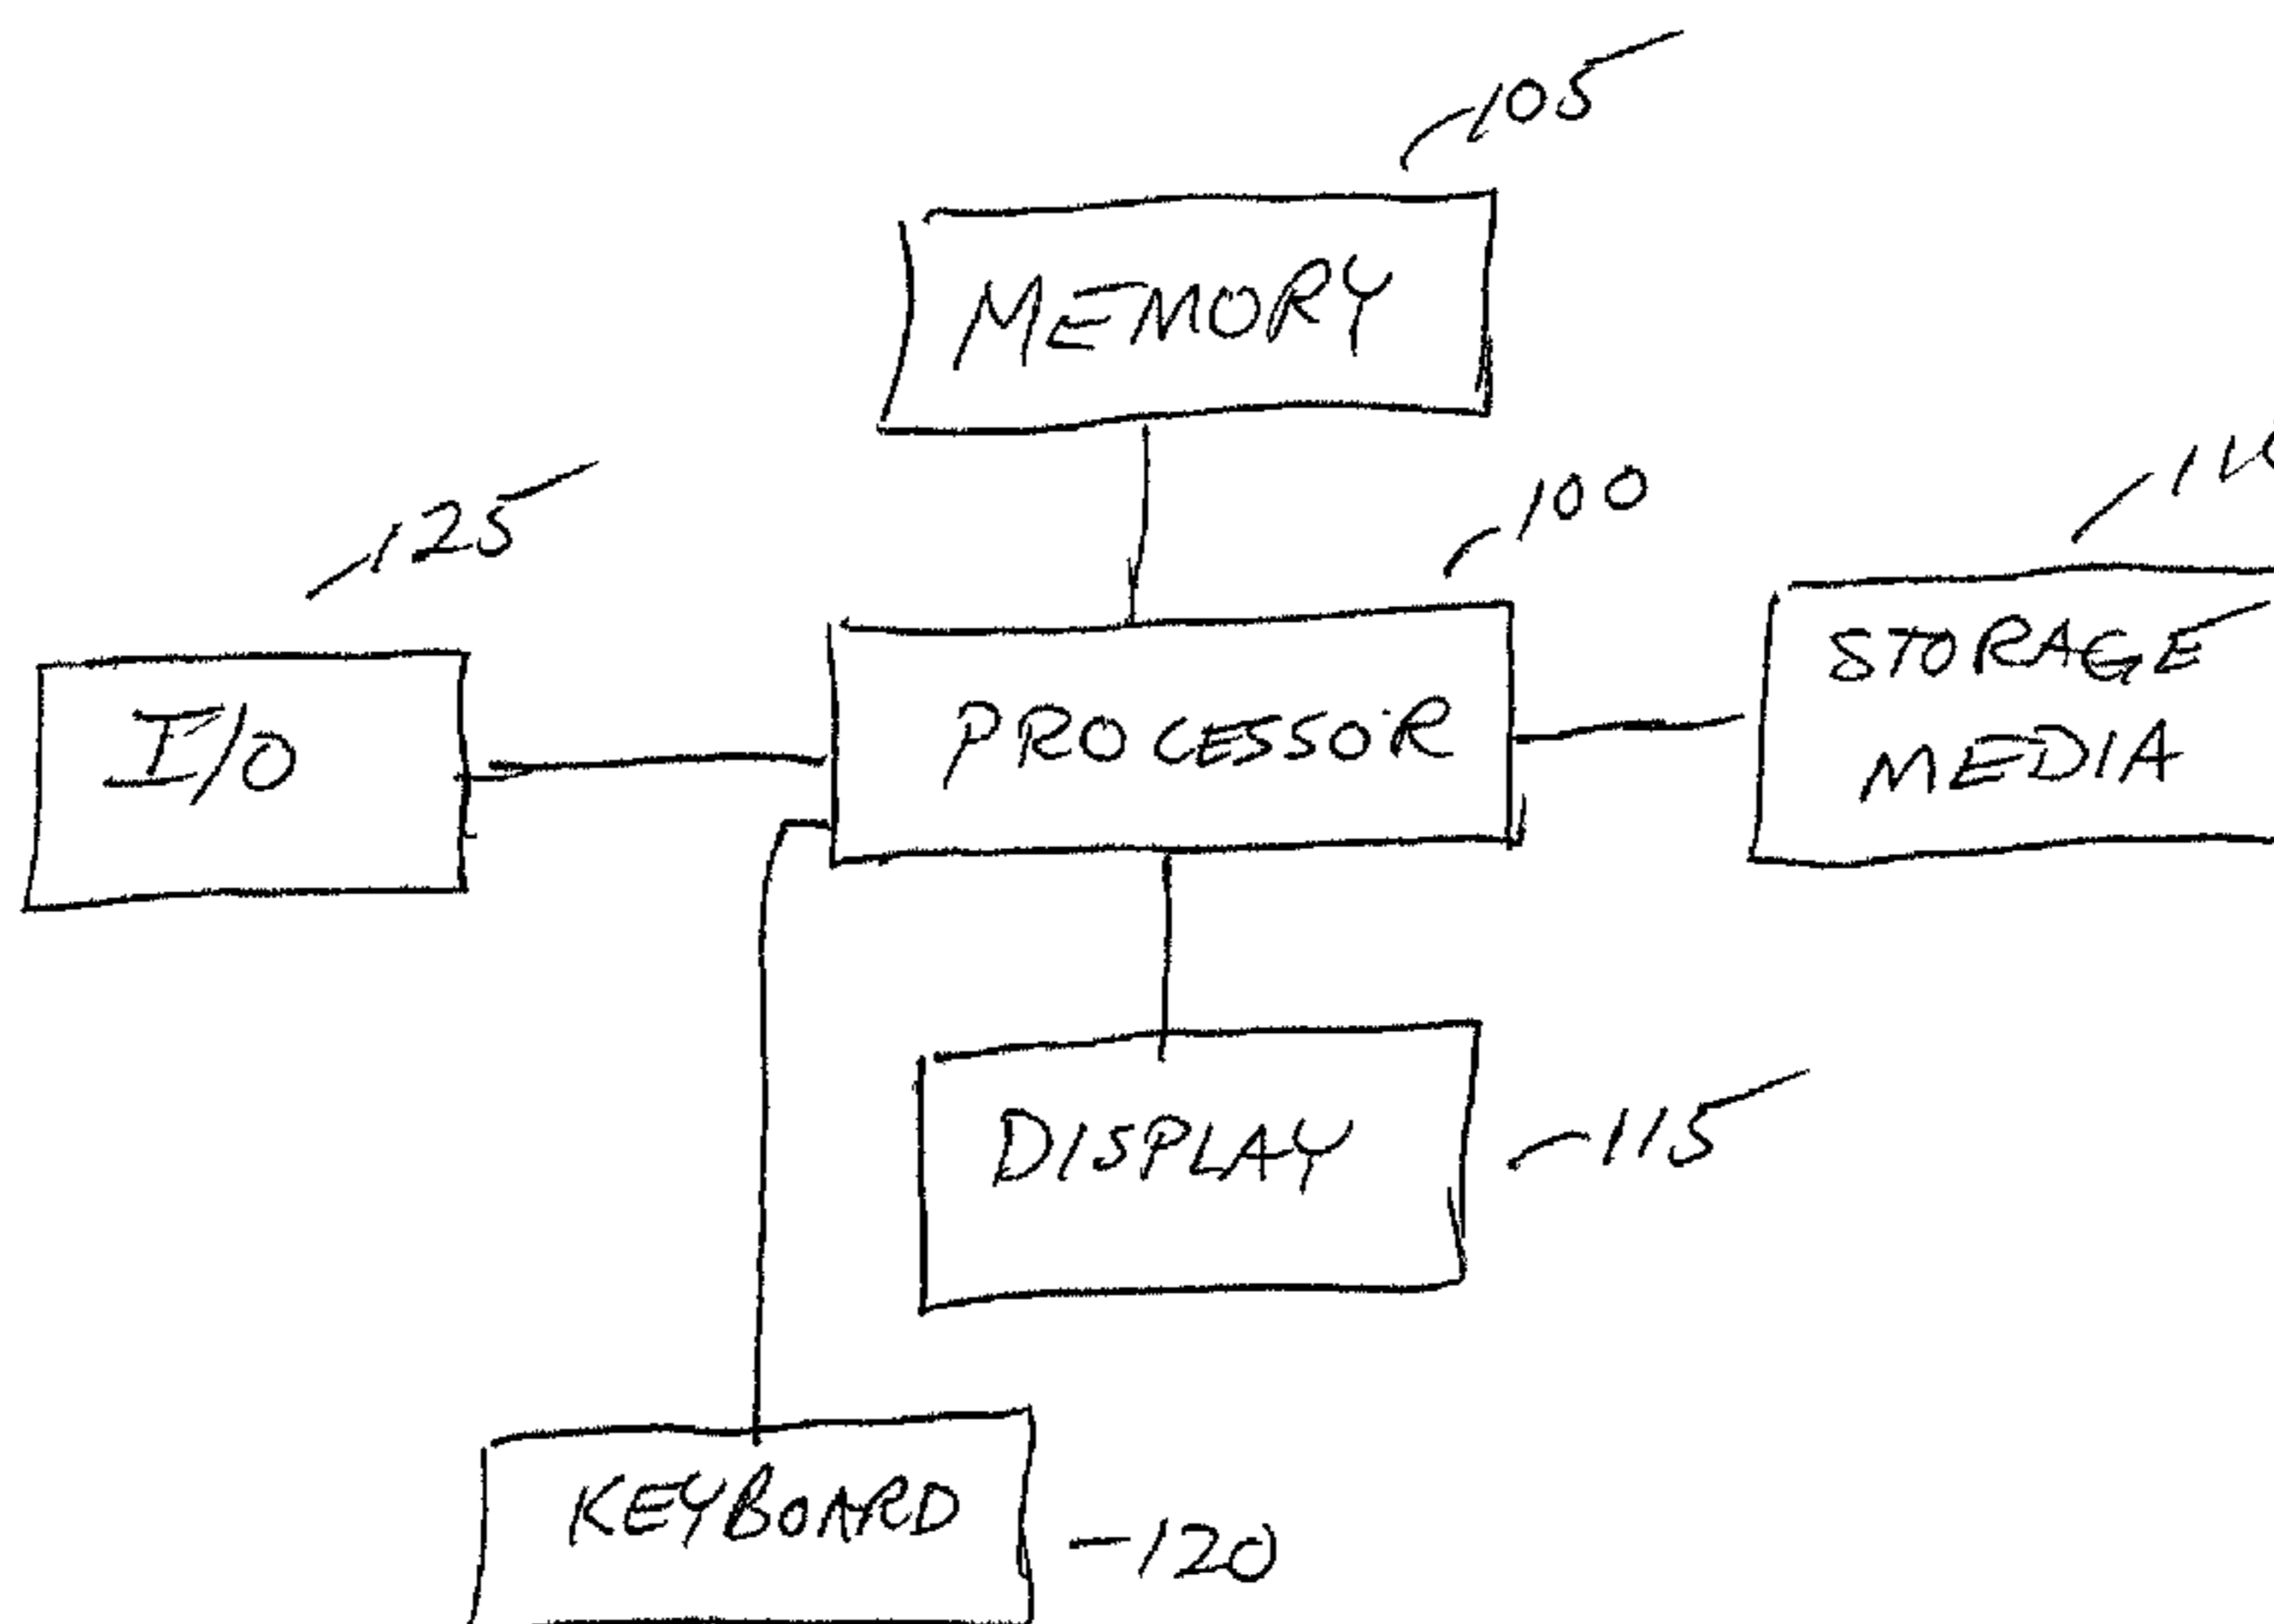 105
MEMORY
125
100
I/O
PROCESSOR
STORAGE
MEDIA
DISPLAY
115
KEYBOARD
120